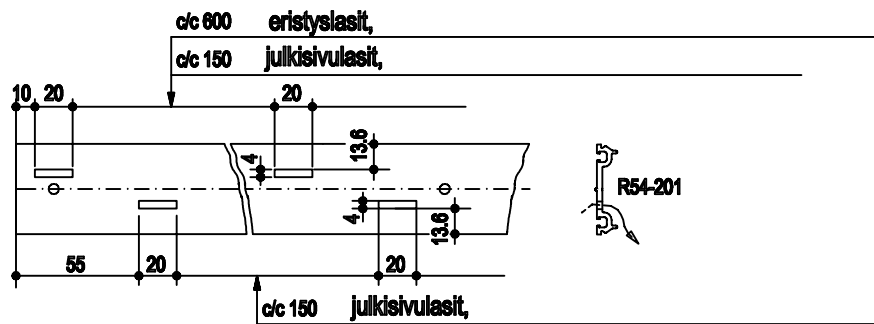 c/c 600 eristyslasit,
c/c 150 julkisivulasit,
10 20 20
4 13.6
R54-201
4 13.6
55 20 20
c/c 150 julkisivulasit,